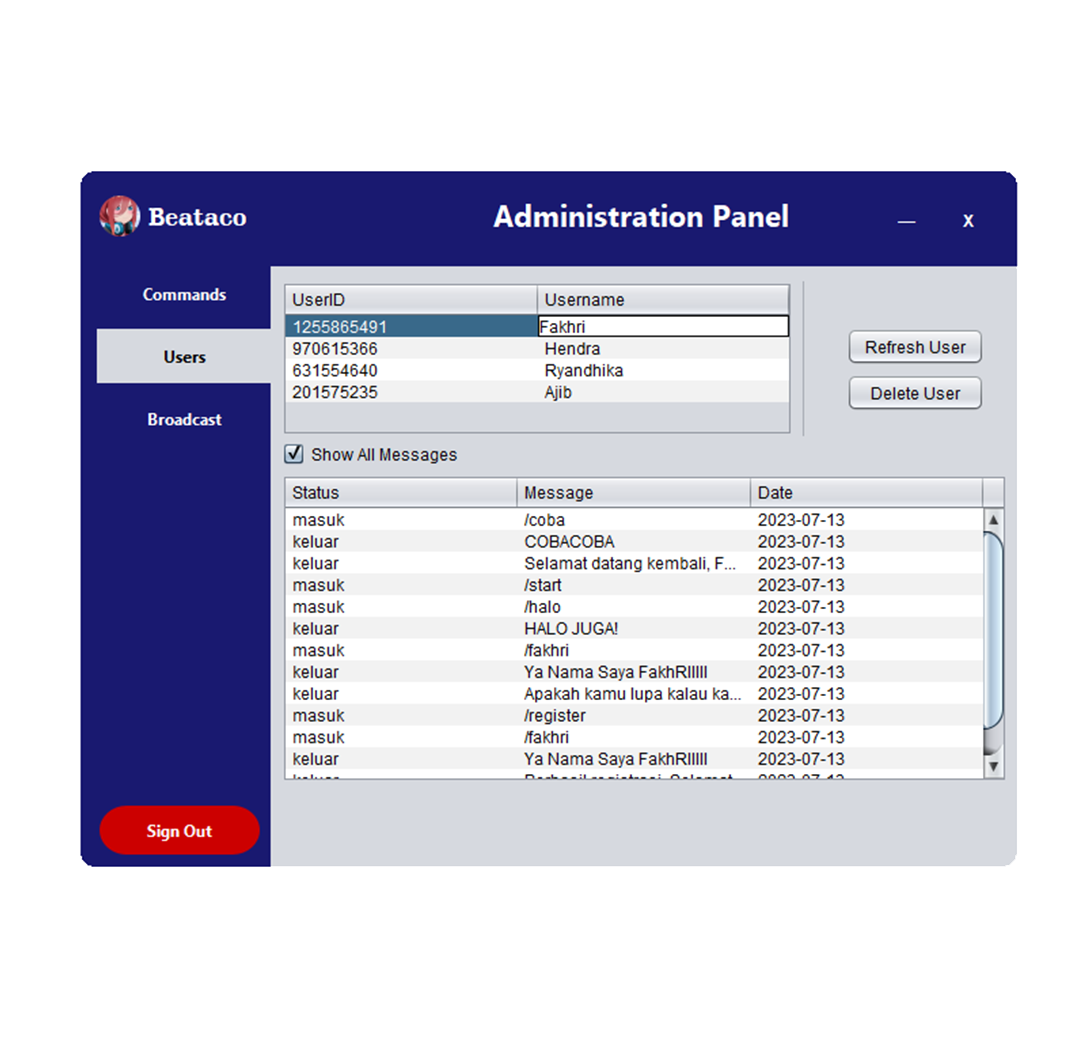 Beataco
Administration Panel
— x
Commands
Users
Broadcast
Sign Out
UserID Username
1255865491 Fakhri
970615366 Hendra
631554640 Ryandhika
201575235 Ajib
Refresh User
Delete User
Show All Messages
Status Message Date
masuk /coba 2023-07-13
keluar COBACOBA 2023-07-13
keluar Selamat datang kembali, F... 2023-07-13
masuk /start 2023-07-13
masuk /halo 2023-07-13
keluar HALO JUGA! 2023-07-13
masuk /fakhri 2023-07-13
keluar Ya Nama Saya FakhRIIIII 2023-07-13
keluar Apakah kamu lupa kalau ka... 2023-07-13
masuk /register 2023-07-13
masuk /fakhri 2023-07-13
keluar Ya Nama Saya FakhRIIIII 2023-07-13